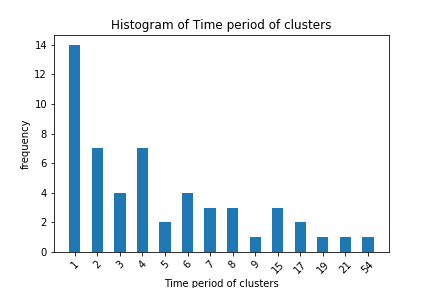 Histogram of Time period of clusters
14
12
10
8
6
4
2
0
frequency
1 2 3 4 5 6 7 8 9 15 17 19 21 54
Time period of clusters